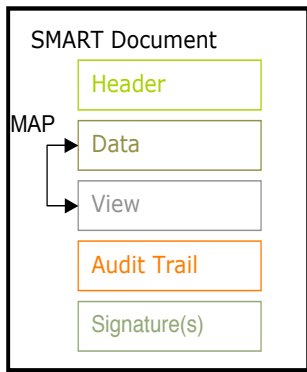 SMART Document
Header
MAP
Data
View
Audit Trail
Signature(s)